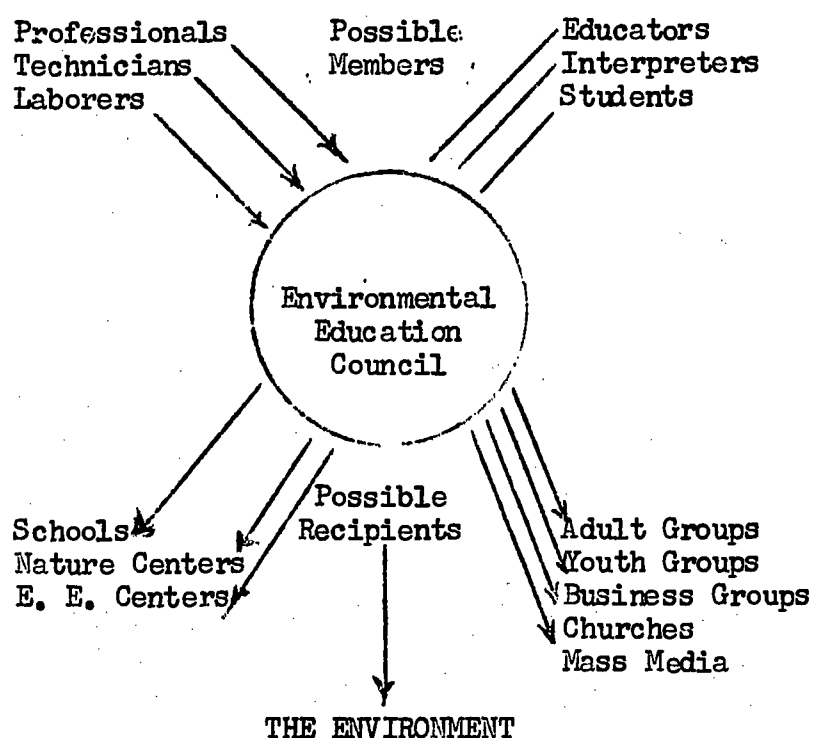 Professionals
Technicians
Laborers
Possible
Members
Educators
Interpreters
Students
Environmental
Education
Council
Possible
Recipients
Schools
Nature Centers
E. E. Centers
Adult Groups
Youth Groups
Business Groups
Churches
Mass Media
THE ENVIRONMENT